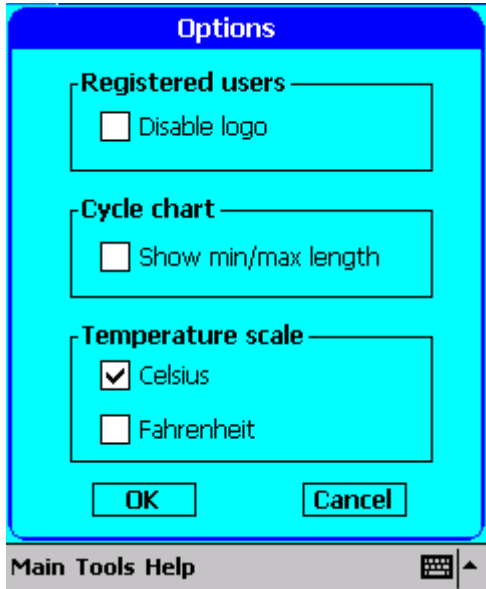 Options
Registered users
Disable logo
Cycle chart
Show min/max length
Temperature scale
Celsius
Fahrenheit
OK Cancel
Main Tools Help